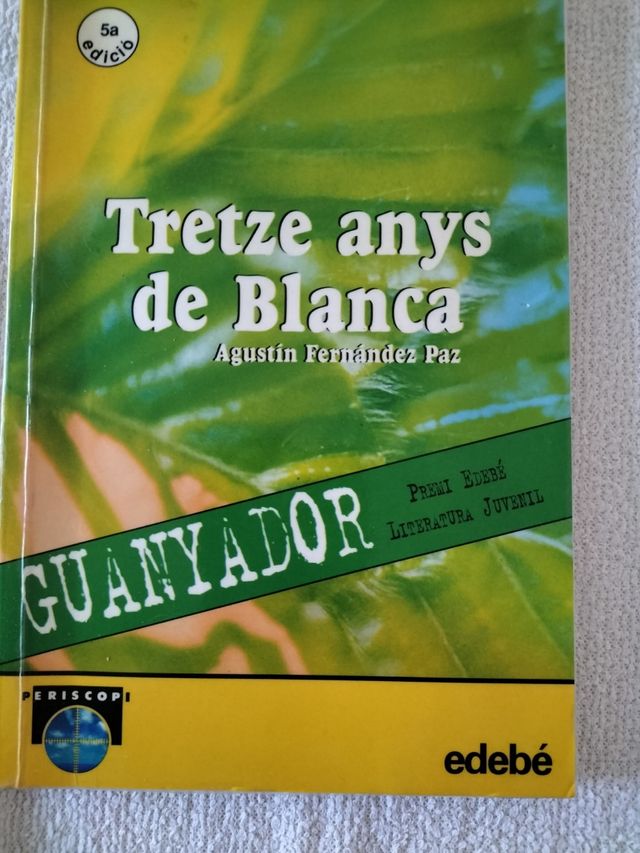 5a
edició
Tretze anys
de Blanca
Agustín Fernández Paz
GUANYADOR
PREMI EDEBÉ
LITERATURA JUVENIL
PERISCOPI
edebé